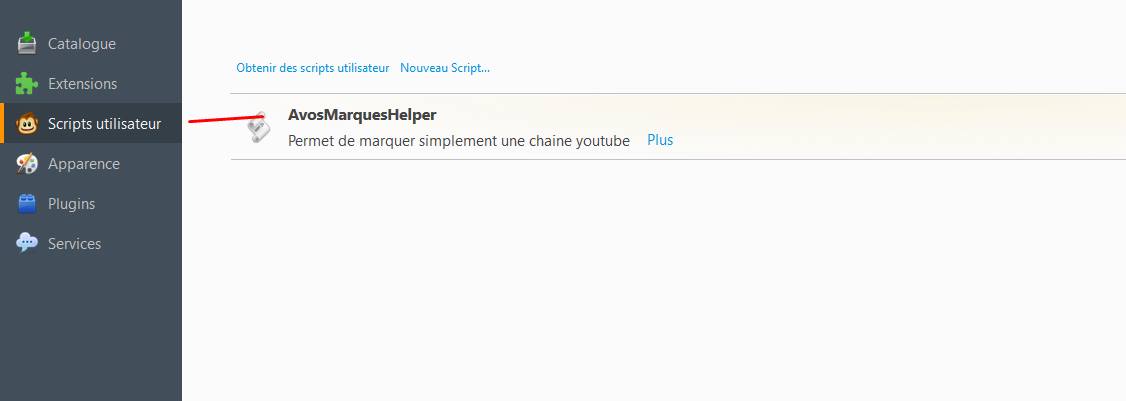 Catalogue
Extensions
Scripts utilisateur
Apparence
Plugins
Services
Obtenir des scripts utilisateur Nouveau Script...
AvosMarquesHelper
Permet de marquer simplement une chaine youtube Plus